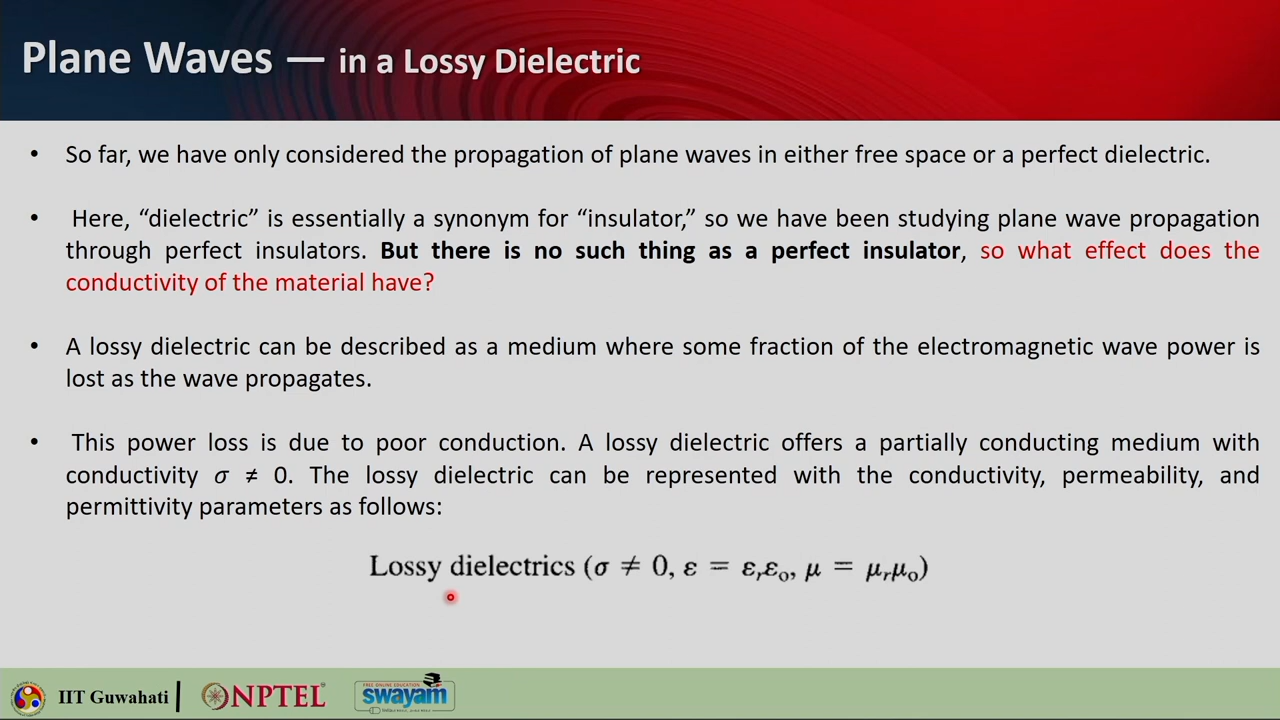 Plane Waves — in a Lossy Dielectric
• So far, we have only considered the propagation of plane waves in either free space or a perfect dielectric.
• Here, “dielectric” is essentially a synonym for “insulator,” so we have been studying plane wave propagation
through perfect insulators. But there is no such thing as a perfect insulator, so what effect does the
conductivity of the material have?
• A lossy dielectric can be described as a medium where some fraction of the electromagnetic wave power is
lost as the wave propagates.
• This power loss is due to poor conduction. A lossy dielectric offers a partially conducting medium with
conductivity σ ≠ 0. The lossy dielectric can be represented with the conductivity, permeability, and
permittivity parameters as follows:
Lossy dielectrics (σ ≠ 0, ε = εᵣε₀, μ = μᵣμ₀)
IIT Guwahati
NPTEL
FREE ONLINE EDUCATION
swayam